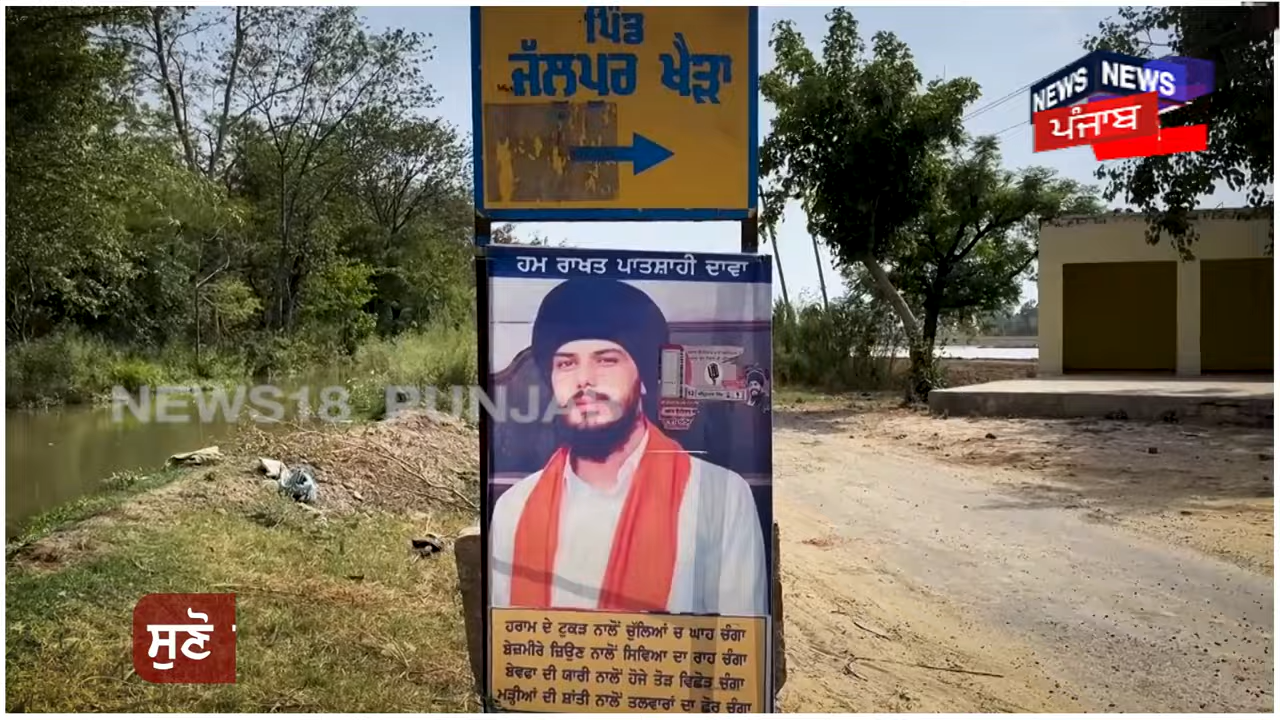 ਪਿੰਡ
ਜੱਲਪਰ ਖੈੜਾ
NEWS NEWS
ਪੰਜਾਬ
ਹਮ ਰਾਖਤ ਪਾਤਸ਼ਾਹੀ ਦਾਵਾ
NEWS18 PUNJAB
ਹਰਾਮ ਦੇ ਟੁਕੜ ਨਾਲੋਂ ਚੁੱਲਿਆਂ ਚ ਘਾਹ ਚੰਗਾ
ਬੇਜ਼ਮੀਰੇ ਜ਼ਿਉਣ ਨਾਲੋਂ ਸਿਵਿਆ ਦਾ ਰਾਹ ਚੰਗਾ
ਬੇਵਫਾ ਦੀ ਯਾਰੀ ਨਾਲੋਂ ਹੋਜੇ ਤੋੜ ਵਿਛੋੜ ਚੰਗਾ
ਮੜ੍ਹੀਆਂ ਦੀ ਸ਼ਾਂਤੀ ਨਾਲੋਂ ਤਲਵਾਰਾਂ ਦਾ ਛੋਰ ਚੰਗਾ
ਸੁਣੋ